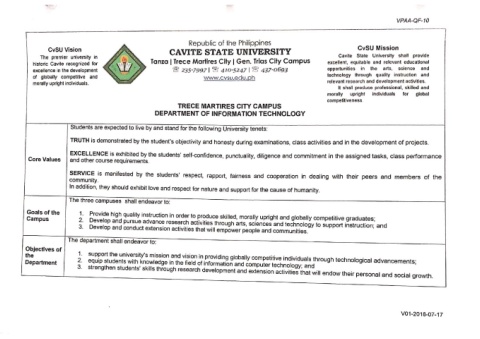 VPAA-QF-10
Republic of the Philippines
CAVITE STATE UNIVERSITY
Tanza | Trece Martires City | Gen. Trias City Campus
☏ 235-7997 | ☏ 410-5247 | ☏ 437-0693
www.cvsu.edu.ph
CvSU Vision
The premier university in
historic Cavite recognized for
excellence in the development
of globally competitive and
morally upright individuals.
CvSU Mission
Cavite State University shall provide
excellent, equitable and relevant educational
opportunities in the arts, science and
technology through quality instruction and
relevant research and development activities.
It shall produce professional, skilled and
morally upright individuals for global
competitiveness
TRECE MARTIRES CITY CAMPUS
DEPARTMENT OF INFORMATION TECHNOLOGY
Core Values
Students are expected to live by and stand for the following University tenets:
TRUTH is demonstrated by the student's objectivity and honesty during examinations, class activities and in the development of projects.
EXCELLENCE is exhibited by the students' self-confidence, punctuality, diligence and commitment in the assigned tasks, class performance
and other course requirements.
SERVICE is manifested by the students' respect, rapport, fairness and cooperation in dealing with their peers and members of the
community.
In addition, they should exhibit love and respect for nature and support for the cause of humanity.
Goals of the
Campus
The three campuses shall endeavor to:
1. Provide high quality instruction in order to produce skilled, morally upright and globally competitive graduates;
2. Develop and pursue advance research activities through arts, sciences and technology to support instruction; and
3. Develop and conduct extension activities that will empower people and communities.
Objectives of
the
Department
The department shall endeavor to:
1. support the university's mission and vision in providing globally competitive individuals through technological advancements;
2. equip students with knowledge in the field of information and computer technology; and
3. strengthen students' skills through research development and extension activities that will endow their personal and social growth.
V01-2018-07-17